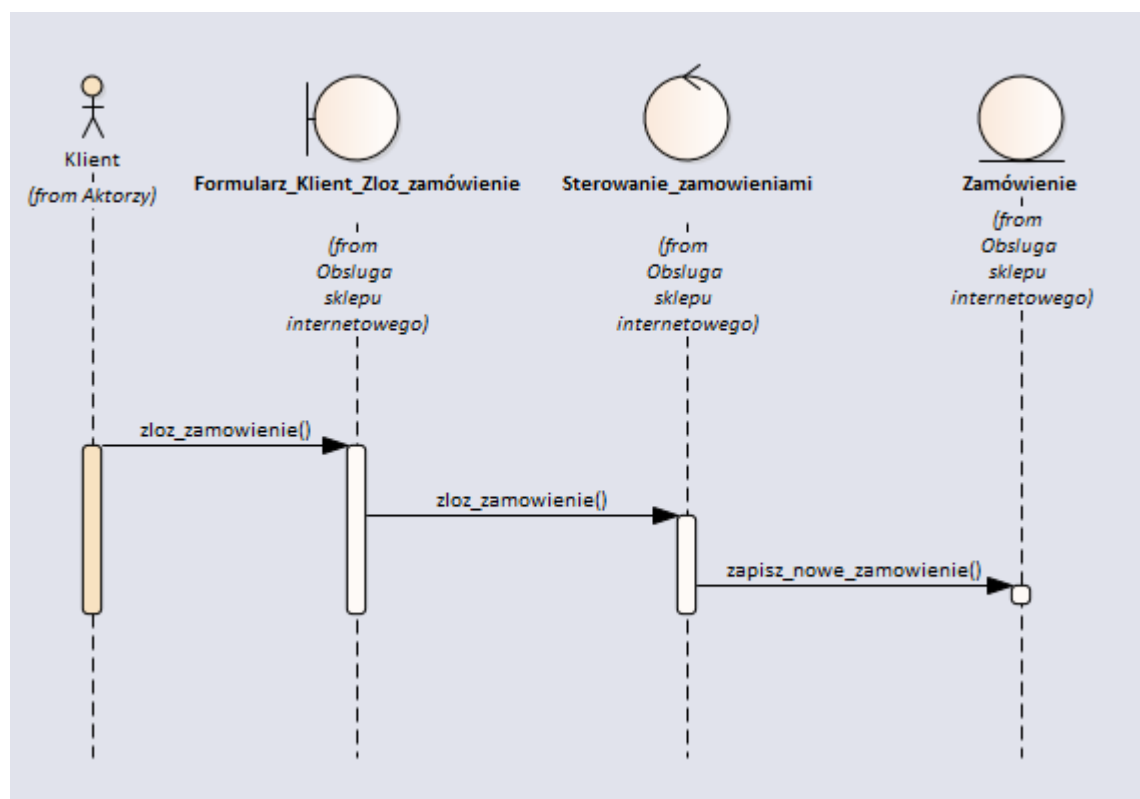 Klient
(from Aktorzy)
Formularz_Klient_Zloz_zamówienie
(from
Obsluga
sklepu
internetowego)
Sterowanie_zamowieniami
(from
Obsluga
sklepu
internetowego)
Zamówienie
(from
Obsluga
sklepu
internetowego)
zloz_zamowienie()
zloz_zamowienie()
zapisz_nowe_zamowienie()